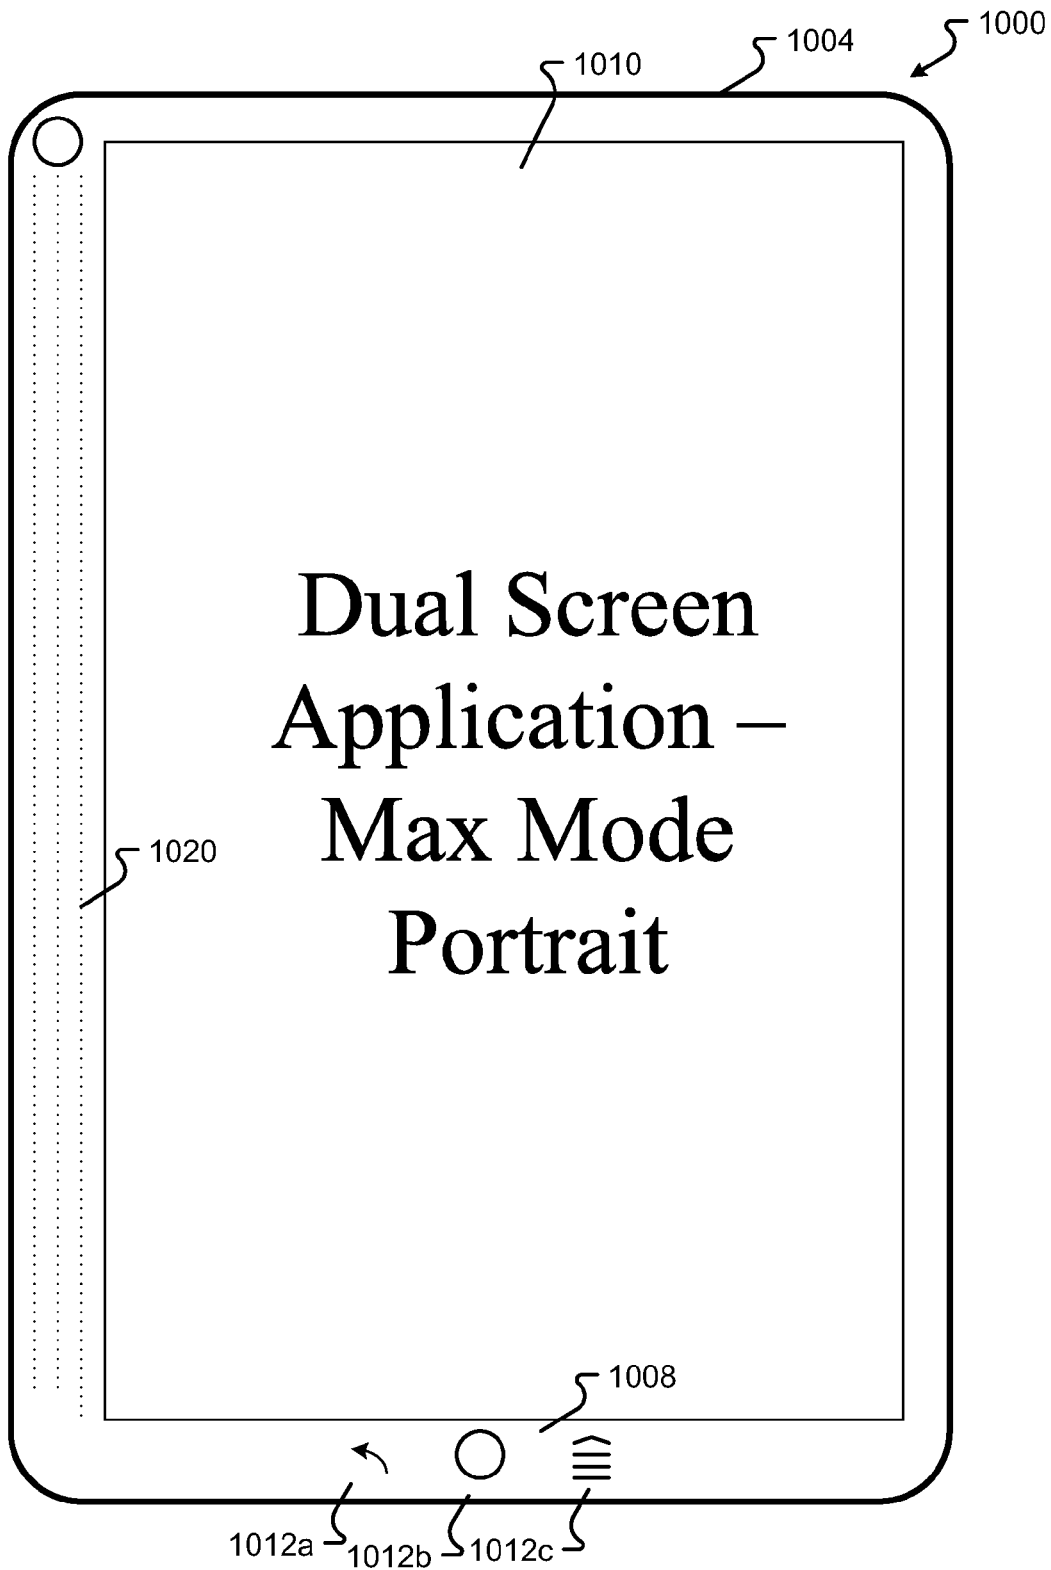 1000
1004
1010
Dual Screen
Application –
Max Mode
Portrait
1020
1008
1012a
1012b
1012c